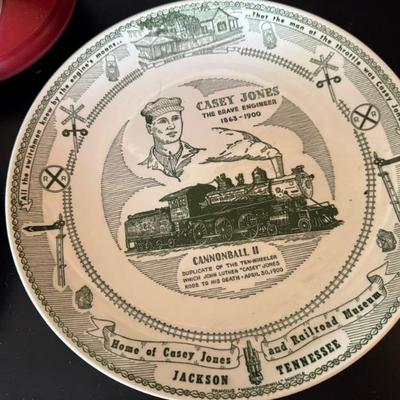 "All the switchmen knew by the engine's moans..
..That the man at the throttle was Casey Jones"
CASEY JONES
THE BRAVE ENGINEER
1863-1900
CANNONBALL II
DUPLICATE OF THE TEN-WHEELER
WHICH JOHN LUTHER "CASEY" JONES
RODE TO HIS DEATH - APRIL 30, 1900
Home of Casey Jones and Railroad Museum
JACKSON TENNESSEE